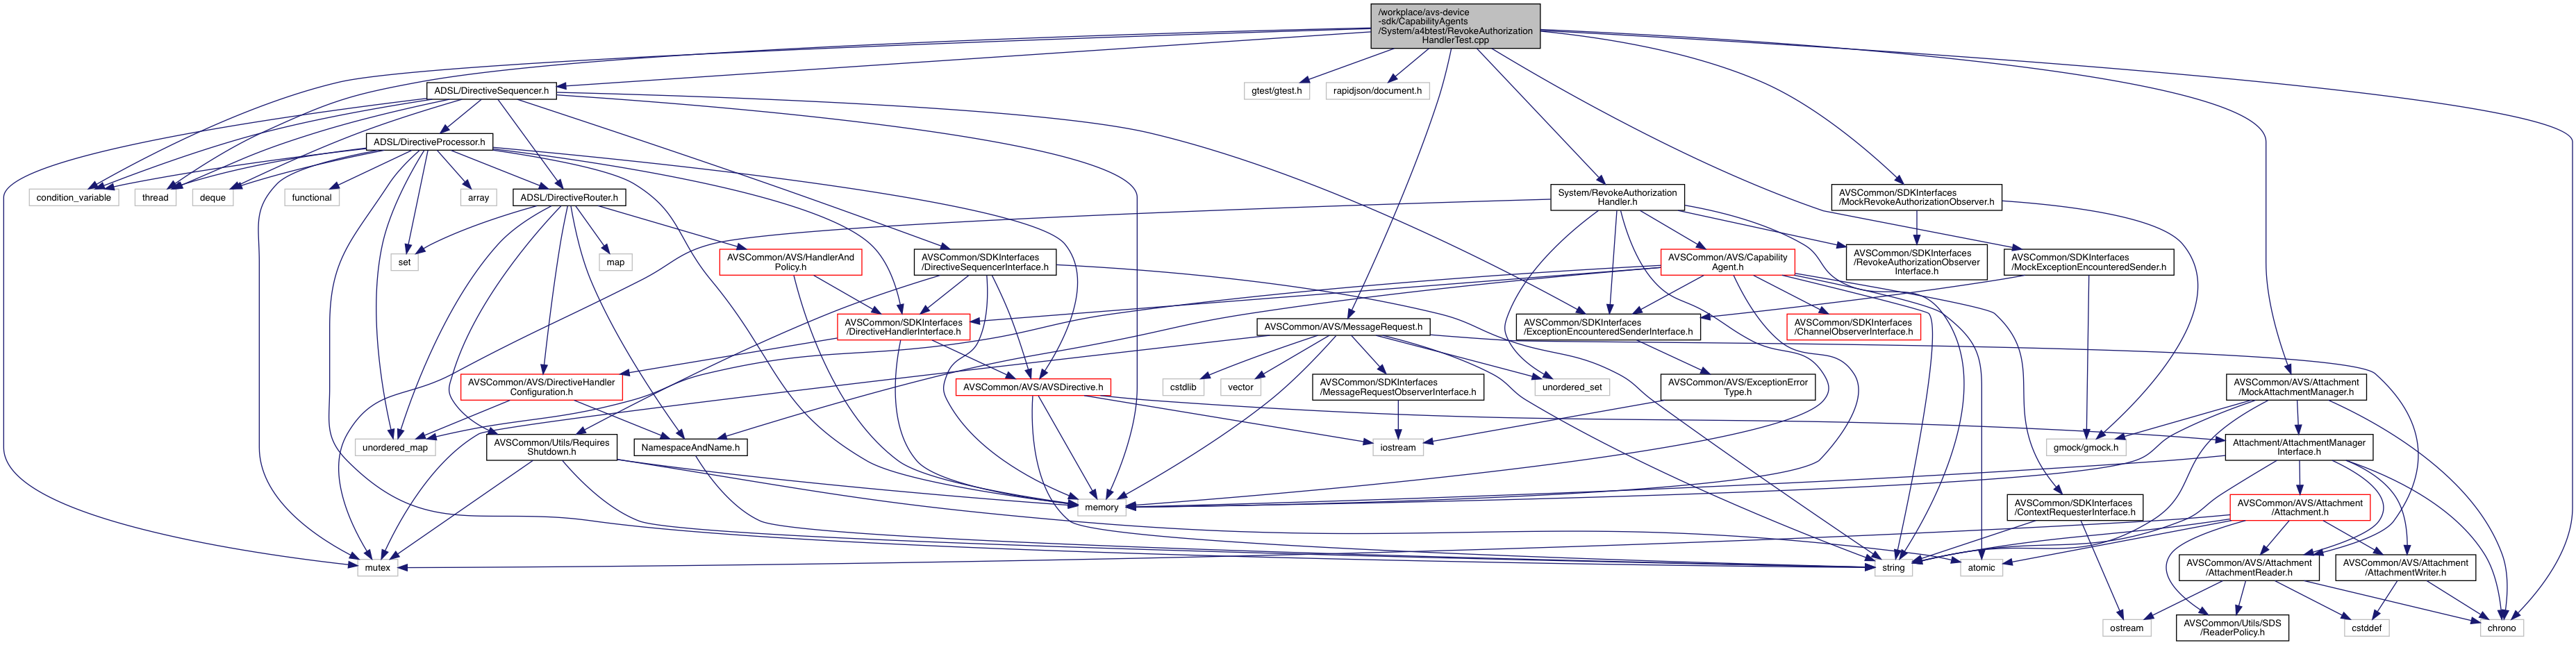 /workplace/avs-device
-sdk/CapabilityAgents
/System/a4btest/RevokeAuthorization
HandlerTest.cpp
ADSL/DirectiveSequencer.h
gtest/gtest.h
rapidjson/document.h
ADSL/DirectiveProcessor.h
condition_variable
thread
deque
functional
array
ADSL/DirectiveRouter.h
System/RevokeAuthorization
Handler.h
AVSCommon/SDKInterfaces
/MockRevokeAuthorizationObserver.h
set
map
AVSCommon/AVS/HandlerAnd
Policy.h
AVSCommon/SDKInterfaces
/DirectiveSequencerInterface.h
AVSCommon/AVS/Capability
Agent.h
AVSCommon/SDKInterfaces
/RevokeAuthorizationObserver
Interface.h
AVSCommon/SDKInterfaces
/MockExceptionEncounteredSender.h
AVSCommon/SDKInterfaces
/DirectiveHandlerInterface.h
AVSCommon/AVS/MessageRequest.h
AVSCommon/SDKInterfaces
/ExceptionEncounteredSenderInterface.h
AVSCommon/SDKInterfaces
/ChannelObserverInterface.h
AVSCommon/AVS/DirectiveHandler
Configuration.h
AVSCommon/AVS/AVSDirective.h
cstdlib
vector
AVSCommon/SDKInterfaces
/MessageRequestObserverInterface.h
unordered_set
AVSCommon/AVS/ExceptionError
Type.h
AVSCommon/AVS/Attachment
/MockAttachmentManager.h
unordered_map
AVSCommon/Utils/Requires
Shutdown.h
NamespaceAndName.h
iostream
gmock/gmock.h
Attachment/AttachmentManager
Interface.h
memory
AVSCommon/SDKInterfaces
/ContextRequesterInterface.h
AVSCommon/AVS/Attachment
/Attachment.h
mutex
string
atomic
AVSCommon/AVS/Attachment
/AttachmentReader.h
AVSCommon/AVS/Attachment
/AttachmentWriter.h
ostream
AVSCommon/Utils/SDS
/ReaderPolicy.h
cstddef
chrono